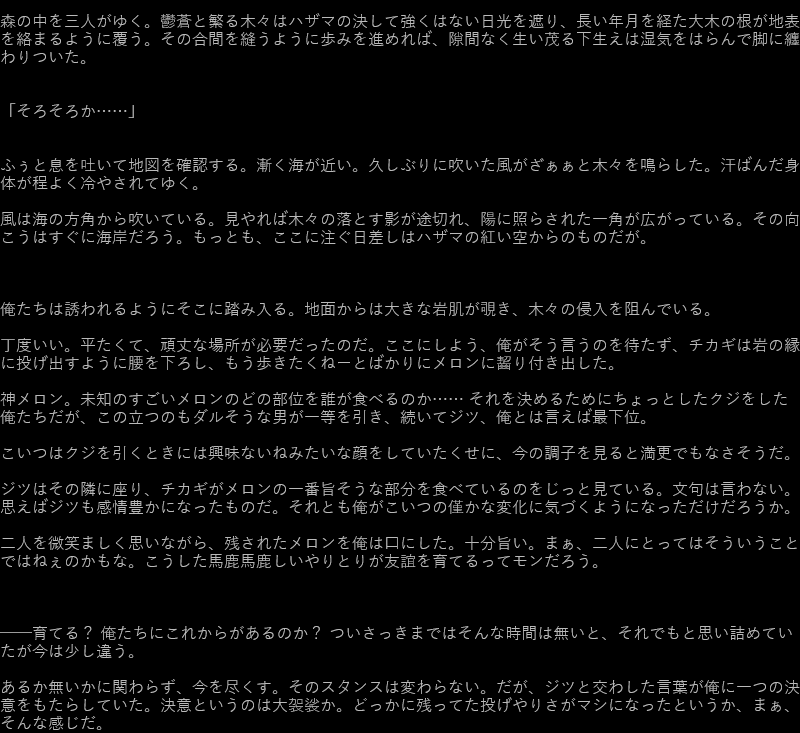 森の中を三人がゆく。鬱蒼と繁る木々はハザマの決して強くはない日光を遮り、長い年月を経た大木の根が地表
を絡まるように覆う。その合間を縫うように歩みを進めれば、隙間なく生い茂る下生えは湿気をはらんで脚に纏
わりついた。
「そろそろか……」
ふぅと息を吐いて地図を確認する。漸く海が近い。久しぶりに吹いた風がざぁぁと木々を鳴らした。汗ばんだ身
体が程よく冷やされてゆく。
風は海の方角から吹いている。見やれば木々の落とす影が途切れ、陽に照らされた一角が広がっている。その向
こうはすぐに海岸だろう。もっとも、ここに注ぐ日差しはハザマの紅い空からのものだが。
俺たちは誘われるようにそこに踏み入る。地面からは大きな岩肌が覗き、木々の侵入を阻んでいる。
丁度いい。平たくて、頑丈な場所が必要だったのだ。ここにしよう、俺がそう言うのを待たず、チカギは岩の縁
に投げ出すように腰を下ろし、もう歩きたくねーとばかりにメロンに齧り付き出した。
神メロン。未知のすごいメロンのどの部位を誰が食べるのか…… それを決めるためにちょっとしたクジをした
俺たちだが、この立つのもダルそうな男が一等を引き、続いてジツ、俺とは言えば最下位。
こいつはクジを引くときには興味ないねみたいな顔をしていたくせに、今の調子を見ると満更でもなさそうだ。
ジツはその隣に座り、チカギがメロンの一番旨そうな部分を食べているのをじっと見ている。文句は言わない。
思えばジツも感情豊かになったものだ。それとも俺がこいつの僅かな変化に気づくようになっただけだろうか。
二人を微笑ましく思いながら、残されたメロンを俺は口にした。十分旨い。まぁ、二人にとってはそういうこと
ではねぇのかもな。こうした馬鹿馬鹿しいやりとりが友誼を育てるってモンだろう。
――育てる？ 俺たちにこれからがあるのか？ ついさっきまではそんな時間は無いと、それでもと思い詰めてい
たが今は少し違う。
あるか無いかに関わらず、今を尽くす。そのスタンスは変わらない。だが、ジツと交わした言葉が俺に一つの決
意をもたらしていた。決意というのは大袈裟か。どっかに残ってた投げやりさがマシになったというか、まぁ、
そんな感じだ。